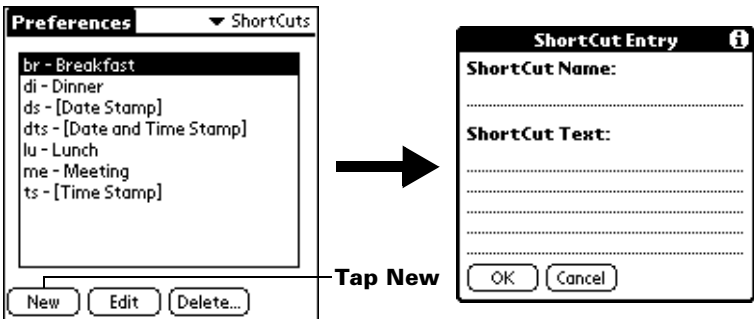 Preferences
ShortCuts
br - Breakfast
di - Dinner
ds - [Date Stamp]
dts - [Date and Time Stamp]
lu - Lunch
me - Meeting
ts - [Time Stamp]
New
Edit
Delete...
Tap New
ShortCut Entry
i
ShortCut Name:
ShortCut Text:
OK
Cancel